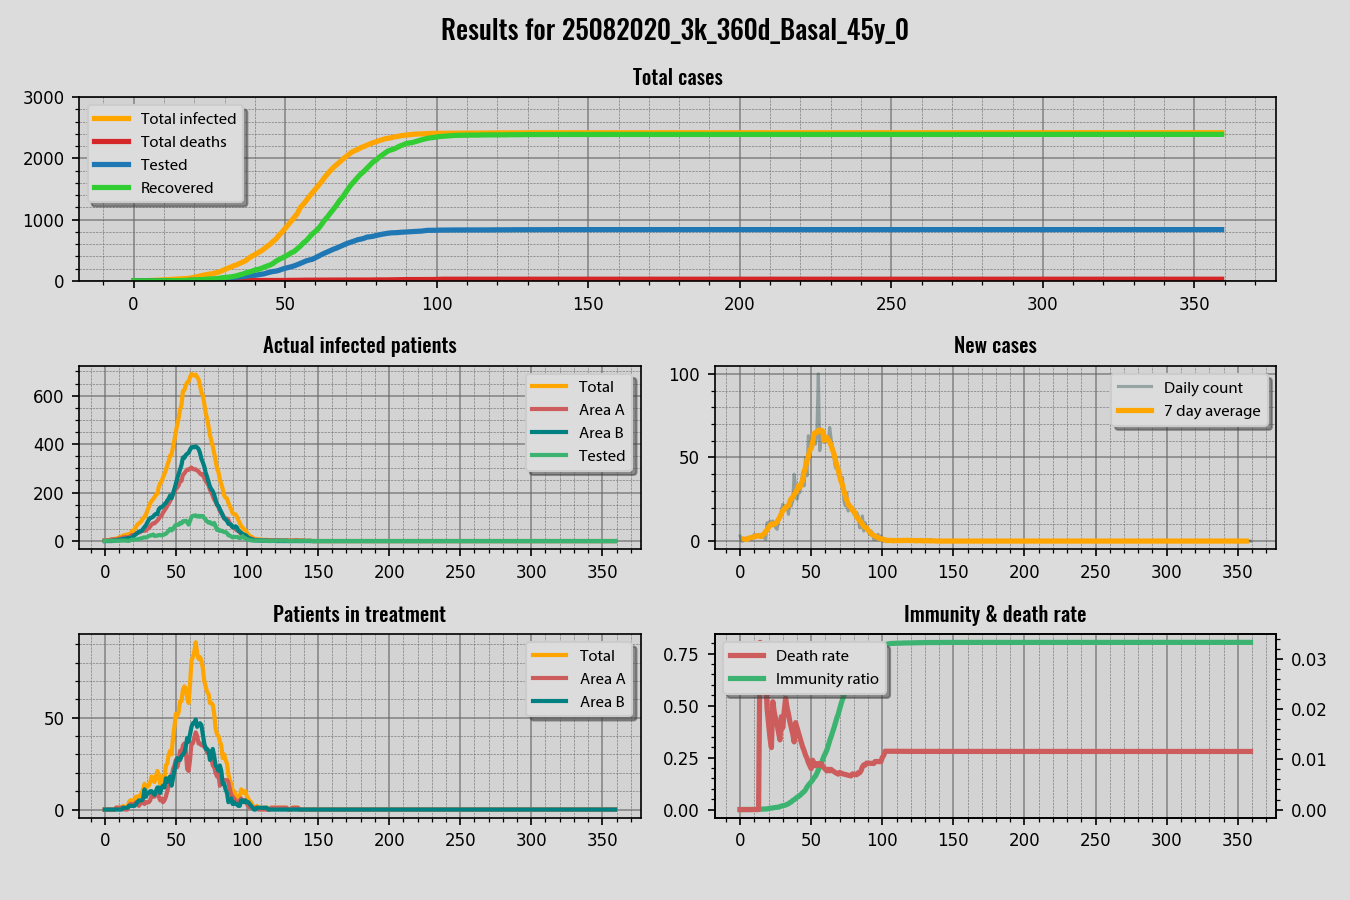 Results for 25082020_3k_360d_Basal_45y_0
Total cases
3000
2000
1000
0
Total infected
Total deaths
Tested
Recovered
0 50 100 150 200 250 300 350
Actual infected patients
600
400
200
0
Total
Area A
Area B
Tested
0 50 100 150 200 250 300 350
New cases
100
50
0
Daily count
7 day average
0 50 100 150 200 250 300 350
Patients in treatment
50
0
Total
Area A
Area B
0 50 100 150 200 250 300 350
Immunity & death rate
0.75
0.50
0.25
0.00
Death rate
Immunity ratio
0.03
0.02
0.01
0.00
0 50 100 150 200 250 300 350